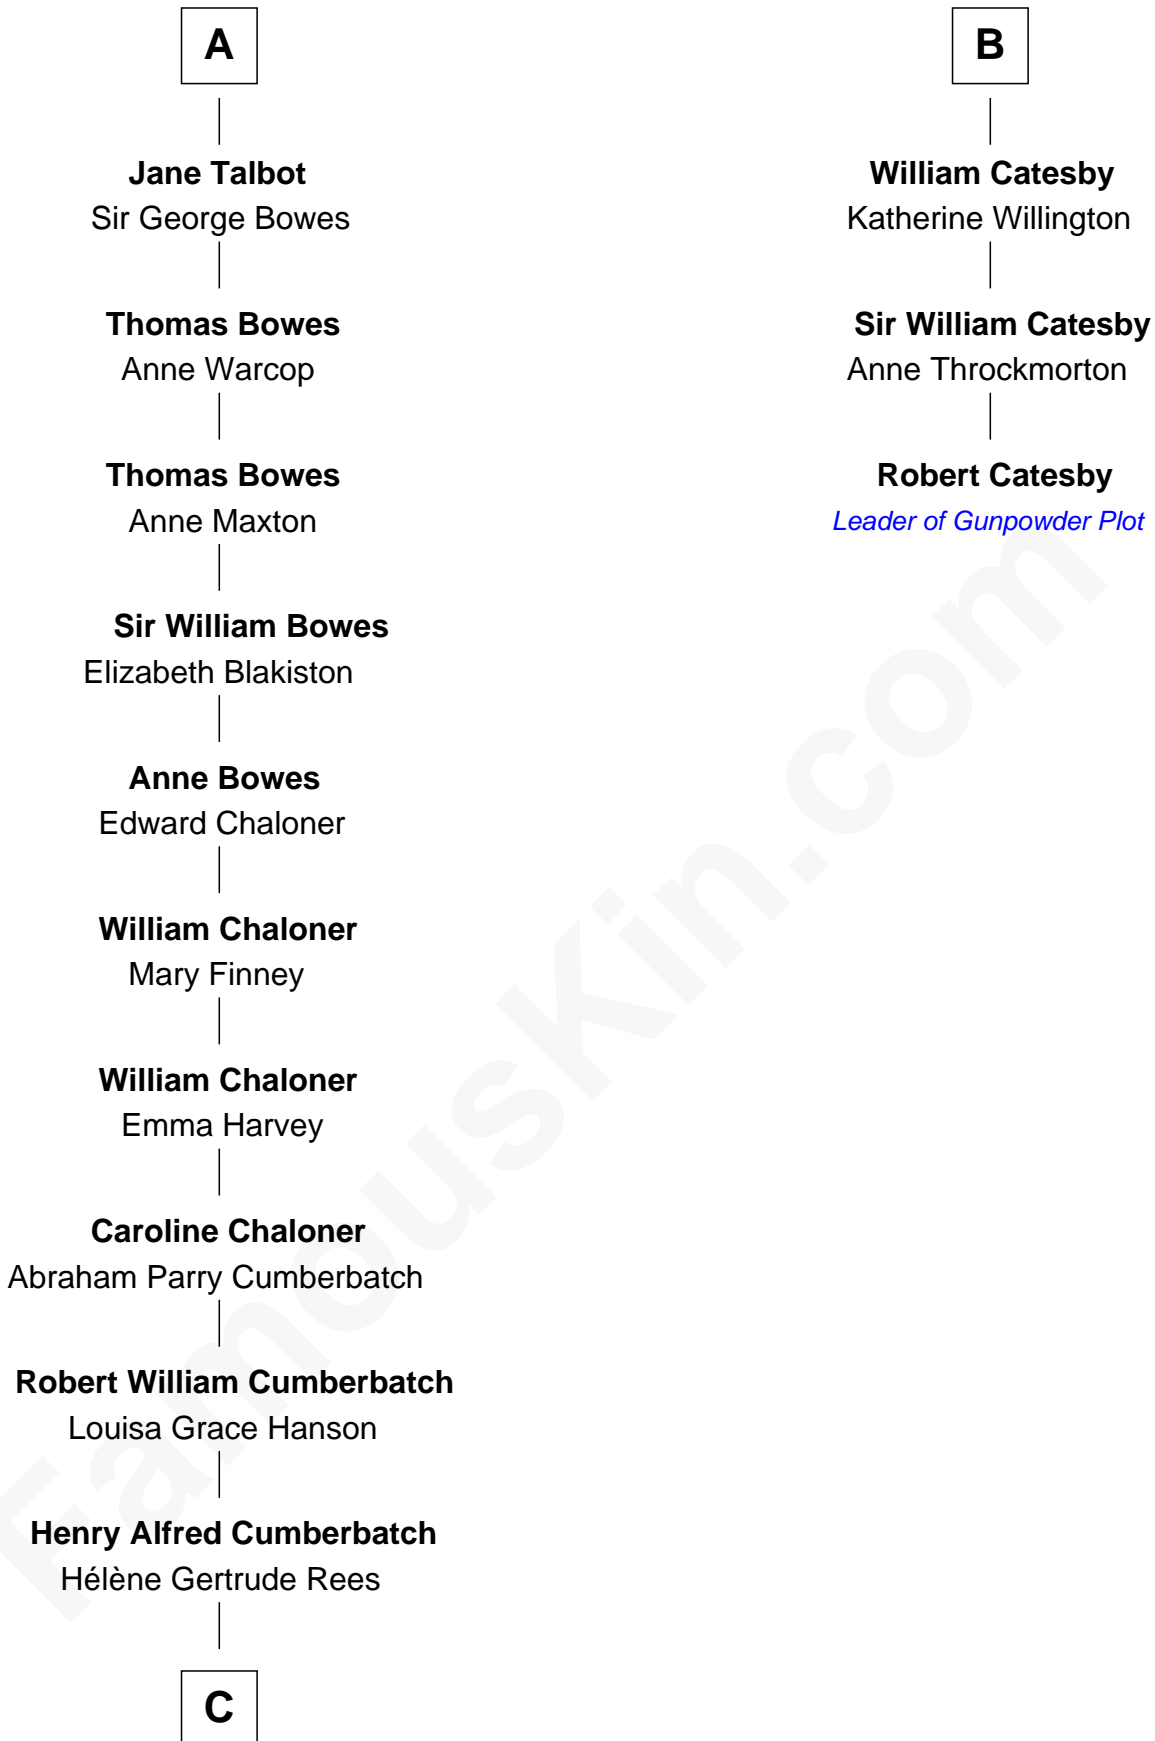 A
Jane Talbot
Sir George Bowes
Thomas Bowes
Anne Warcop
Thomas Bowes
Anne Maxton
Sir William Bowes
Elizabeth Blakiston
Anne Bowes
Edward Chaloner
William Chaloner
Mary Finney
William Chaloner
Emma Harvey
Caroline Chaloner
Abraham Parry Cumberbatch
Robert William Cumberbatch
Louisa Grace Hanson
Henry Alfred Cumberbatch
Hélène Gertrude Rees
C
B
William Catesby
Katherine Willington
Sir William Catesby
Anne Throckmorton
Robert Catesby
Leader of Gunpowder Plot
FamousKin.com